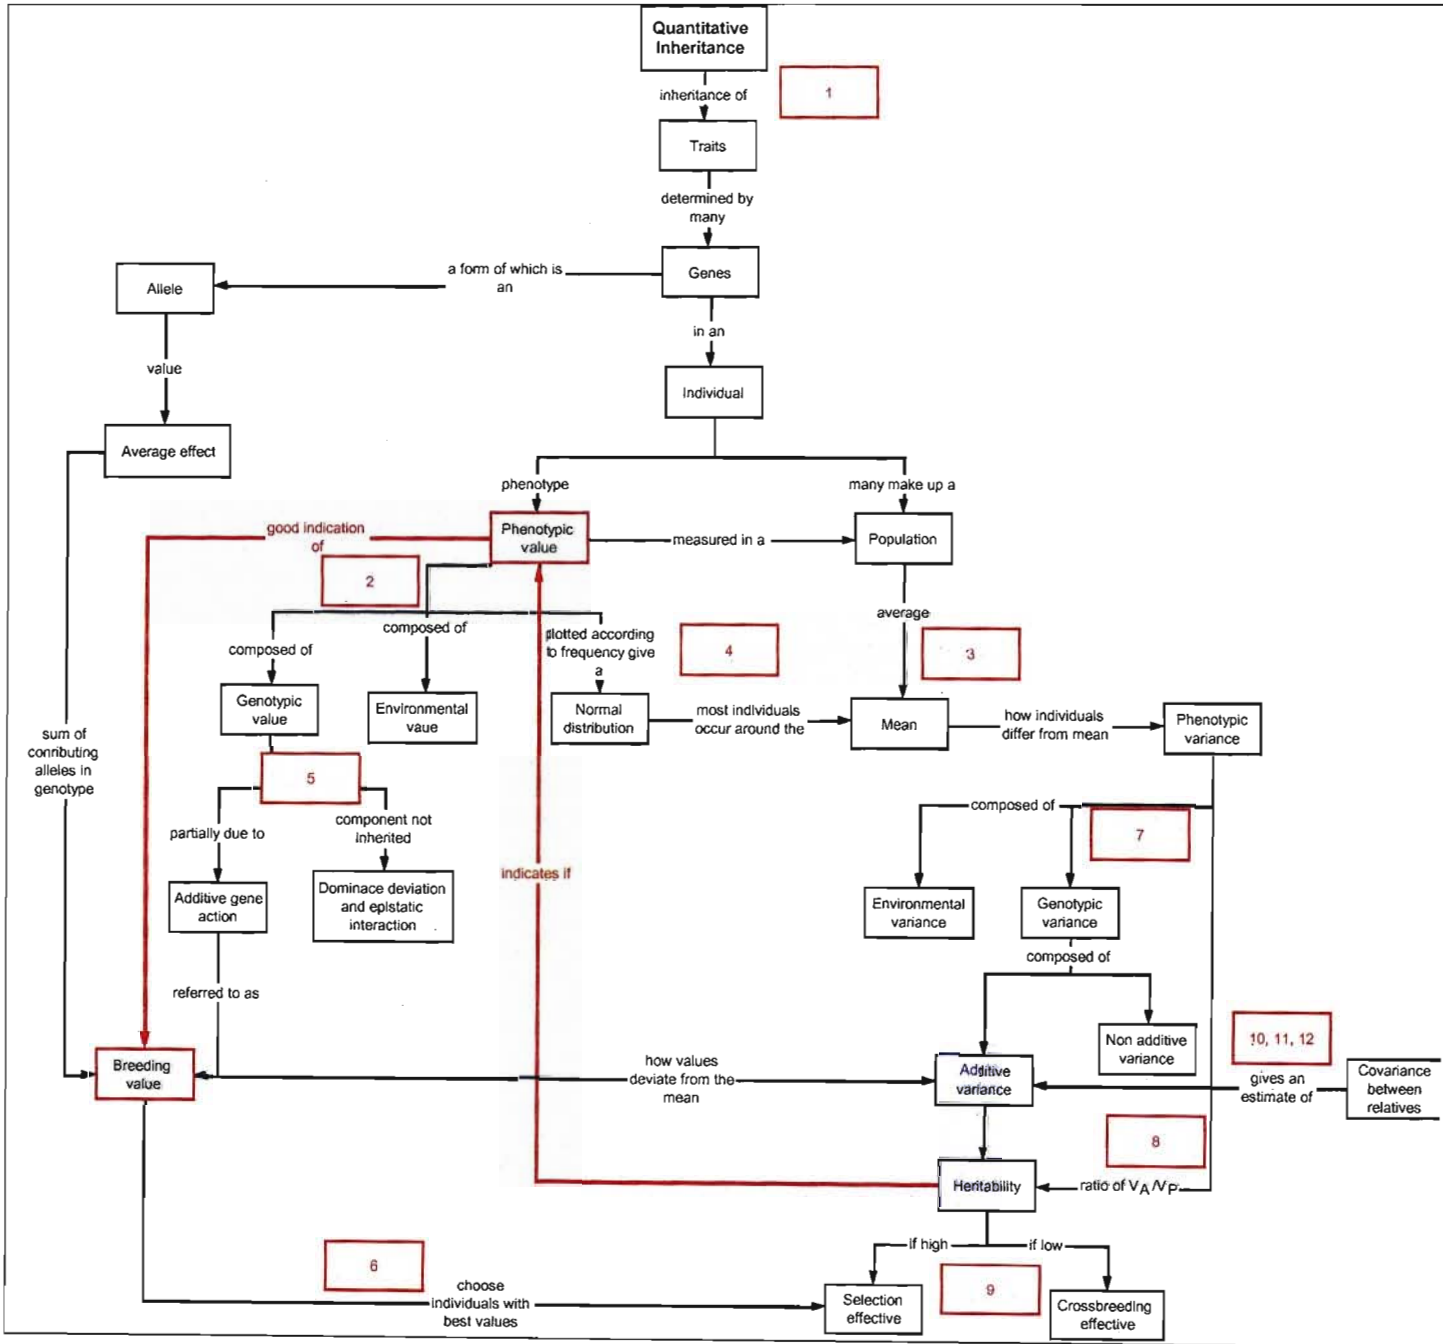 Quantitative
Inheritance
1
inheritance of
Traits
determined by
many
a form of which is
an
Genes
Allele
in an
value
Individual
Average effect
phenotype
many make up a
good indication
of
Phenotypic
value
measured in a
Population
2
average
composed of
composed of
plotted according
to frequency give
a
4
3
Genotypic
value
Environmental
vaue
Normal
distribution
most individuals
occur around the
Mean
how individuals
differ from mean
Phenotypic
variance
sum of
conributing
alleles in
genotype
5
partially due to
component not
Inherited
composed of
7
indicates if
Additive gene
action
Dominace deviation
and epistatic
interaction
Environmental
variance
Genotypic
variance
composed of
referred to as
Non additive
variance
10, 11, 12
Breeding
value
how values
deviate from the
mean
Additive
variance
gives an
estimate of
Covariance
between
relatives
8
Heritability
ratio of VA/VP
If high
if low
6
choose
individuals with
best values
Selection
effective
9
Crossbreeding
effective